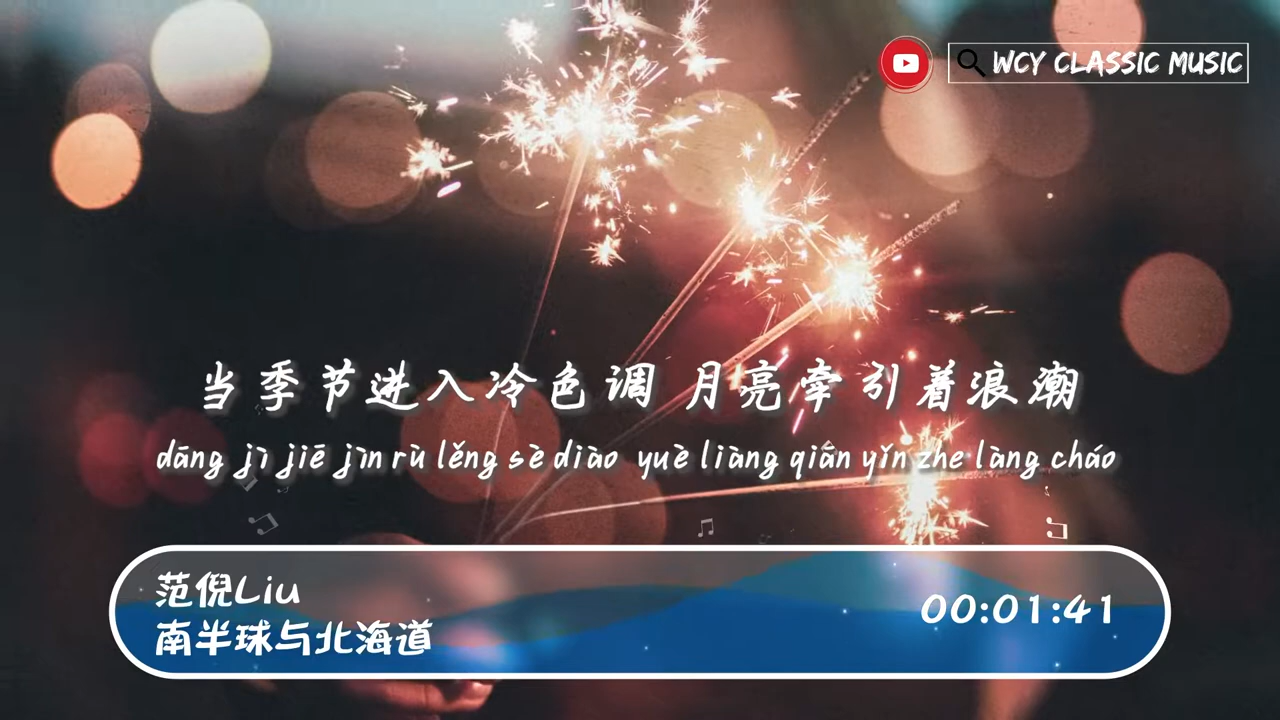 WCY CLASSIC MUSIC
当季节进入冷色调 月亮牵引着浪潮
dāng jì jiē jìn rù lěng sè diào yuè liàng qiān yǐn zhe làng cháo
范倪Liu
南半球与北海道
00:01:41